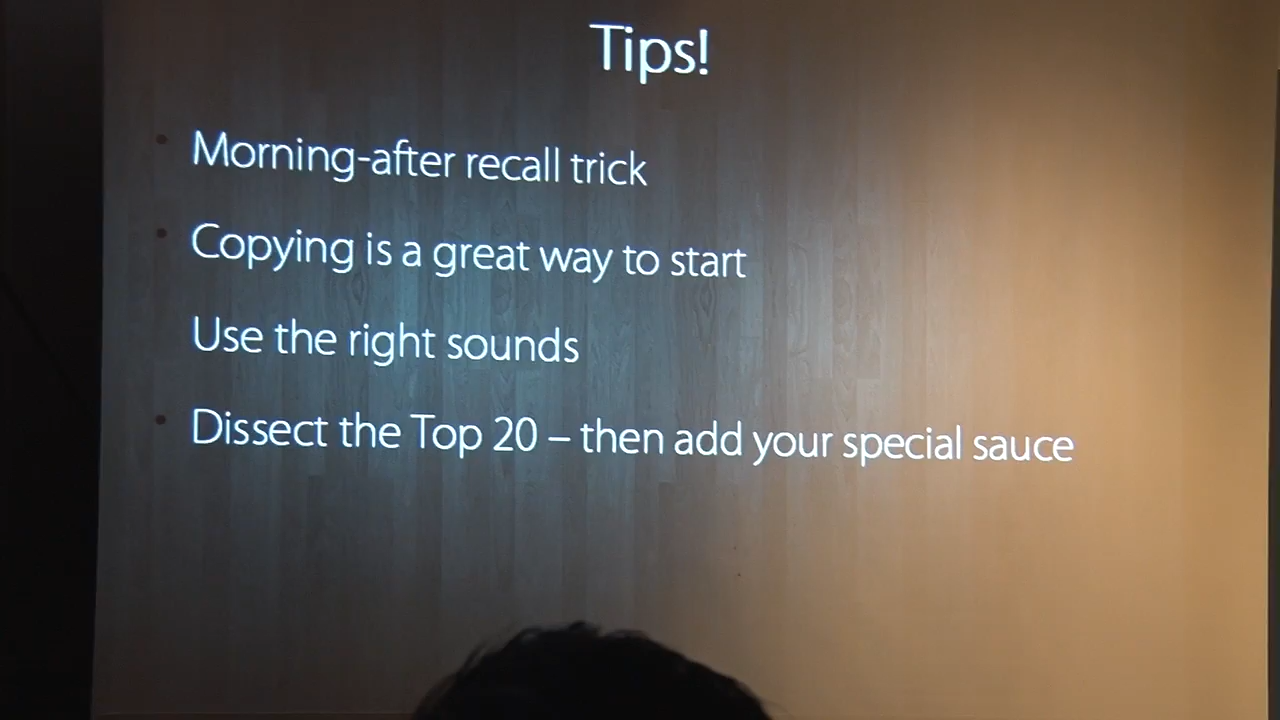 Tips!
• Morning-after recall trick
• Copying is a great way to start
Use the right sounds
• Dissect the Top 20 – then add your special sauce